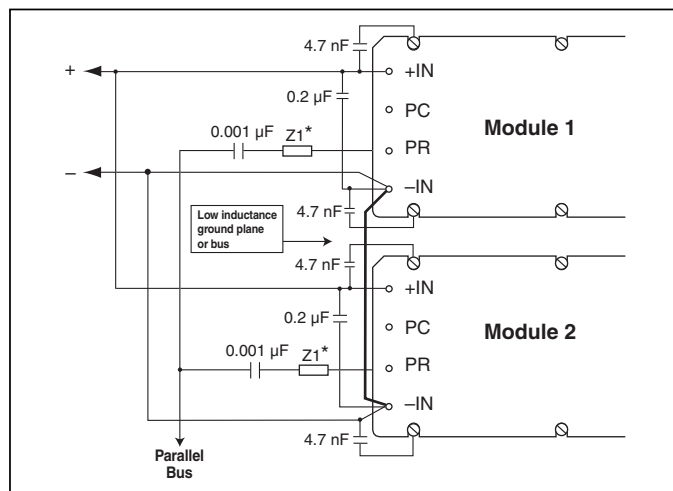 4.7 nF
+
+IN
0.2 µF
PC
Module 1
0.001 µF
Z1*
PR
–
–IN
4.7 nF
Low inductance
ground plane
or bus
4.7 nF
+IN
0.2 µF
PC
Module 2
0.001 µF
Z1*
PR
–IN
4.7 nF
Parallel
Bus